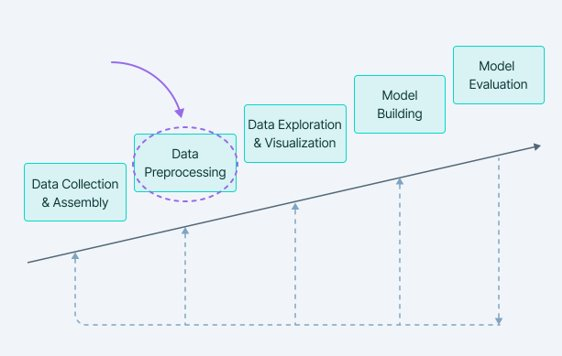 Data Collection
& Assembly
Data
Preprocessing
Data Exploration
& Visualization
Model
Building
Model
Evaluation